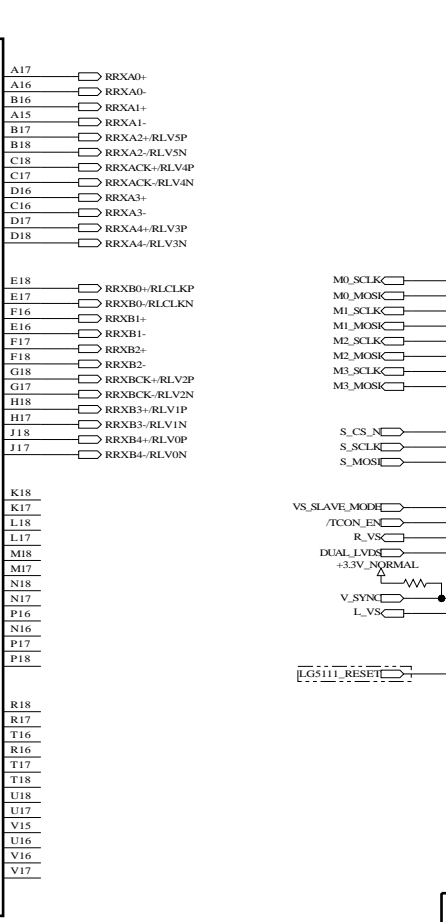 A17 RRXA0+
A16 RRXA0-
B16 RRXA1+
A15 RRXA1-
B17 RRXA2+/RLV5P
B18 RRXA2-/RLV5N
C18 RRXACK+/RLV4P
C17 RRXACK-/RLV4N
D16 RRXA3+
C16 RRXA3-
D17 RRXA4+/RLV3P
D18 RRXA4-/RLV3N
E18 RRXB0+/RLCLKP
E17 RRXB0-/RLCLKN
F16 RRXB1+
E16 RRXB1-
F17 RRXB2+
F18 RRXB2-
G18 RRXBCK+/RLV2P
G17 RRXBCK-/RLV2N
H18 RRXB3+/RLV1P
H17 RRXB3-/RLV1N
J18 RRXB4+/RLV0P
J17 RRXB4-/RLV0N
K18
K17
L18
L17
M18
M17
N18
N17
P16
N16
P17
P18
R18
R17
T16
R16
T17
T18
U18
U17
V15
U16
V16
V17
M0_SCLK
M0_MOSI
M1_SCLK
M1_MOSI
M2_SCLK
M2_MOSI
M3_SCLK
M3_MOSI
S_CS_N
S_SCLK
S_MOSI
VS_SLAVE_MODE
/TCON_EN
R_VS
DUAL_LVDS
+3.3V_NORMAL
V_SYNC
L_VS
LG5111_RESET